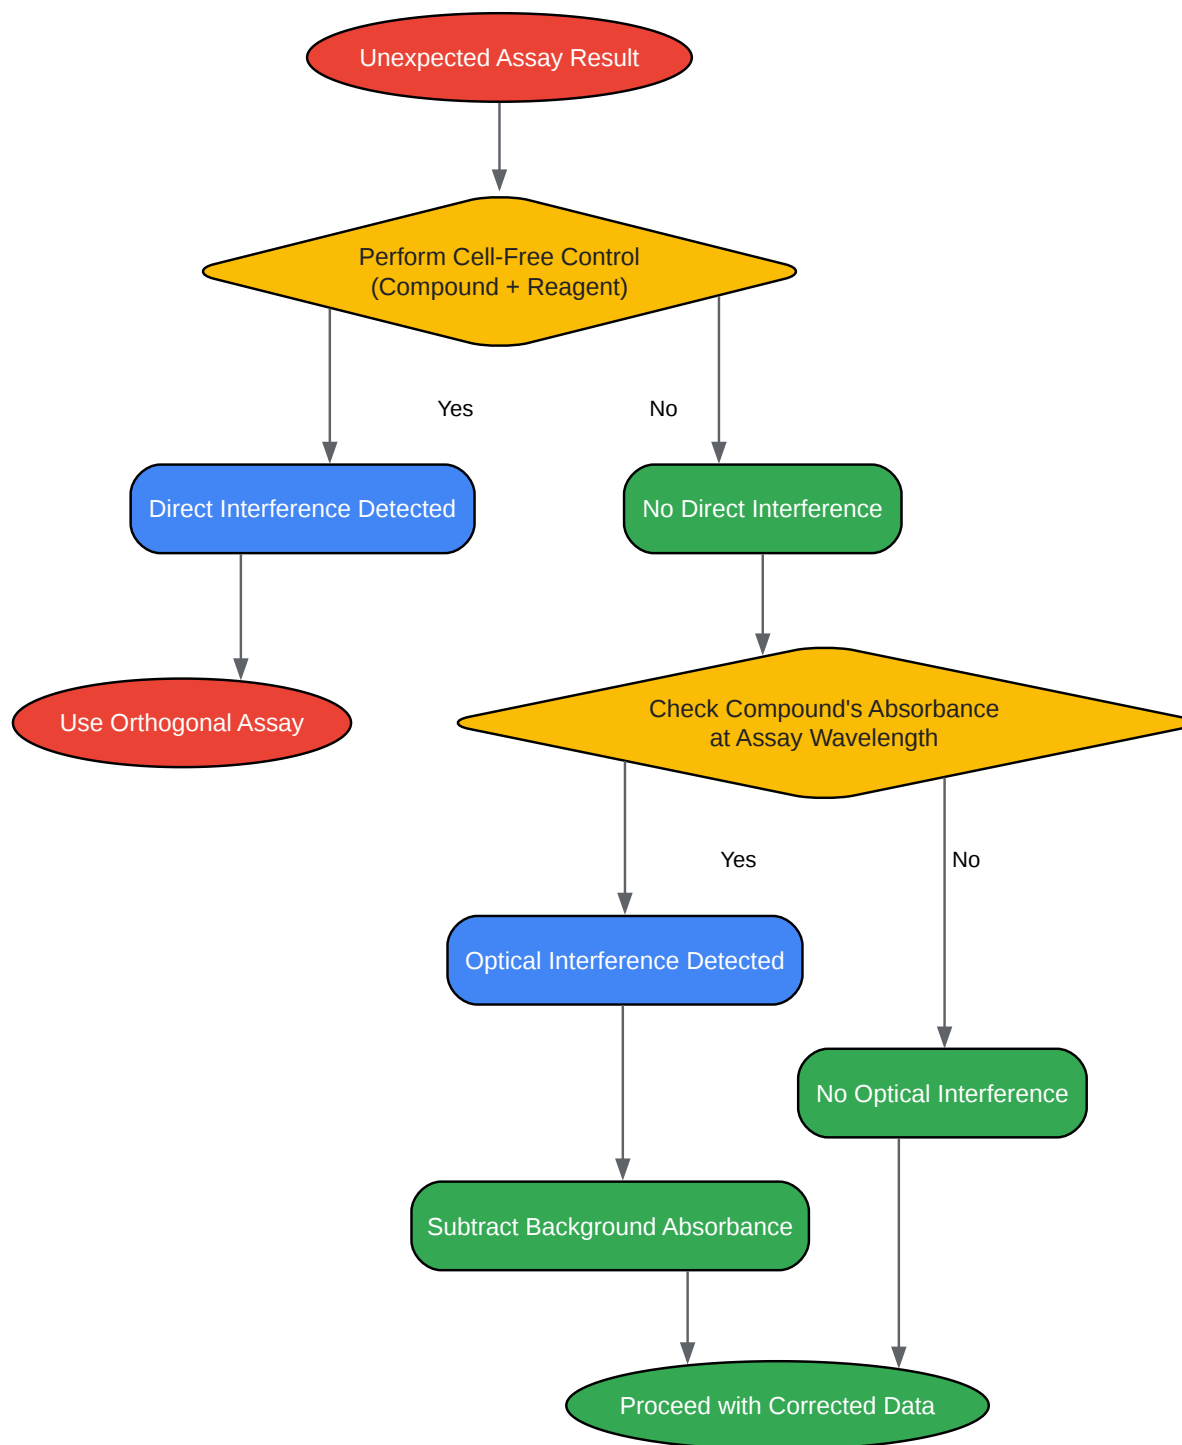 Unexpected Assay Result
Perform Cell-Free Control
(Compound + Reagent)
Yes
No
Direct Interference Detected
No Direct Interference
Use Orthogonal Assay
Check Compound's Absorbance
at Assay Wavelength
Yes
No
Optical Interference Detected
No Optical Interference
Subtract Background Absorbance
Proceed with Corrected Data